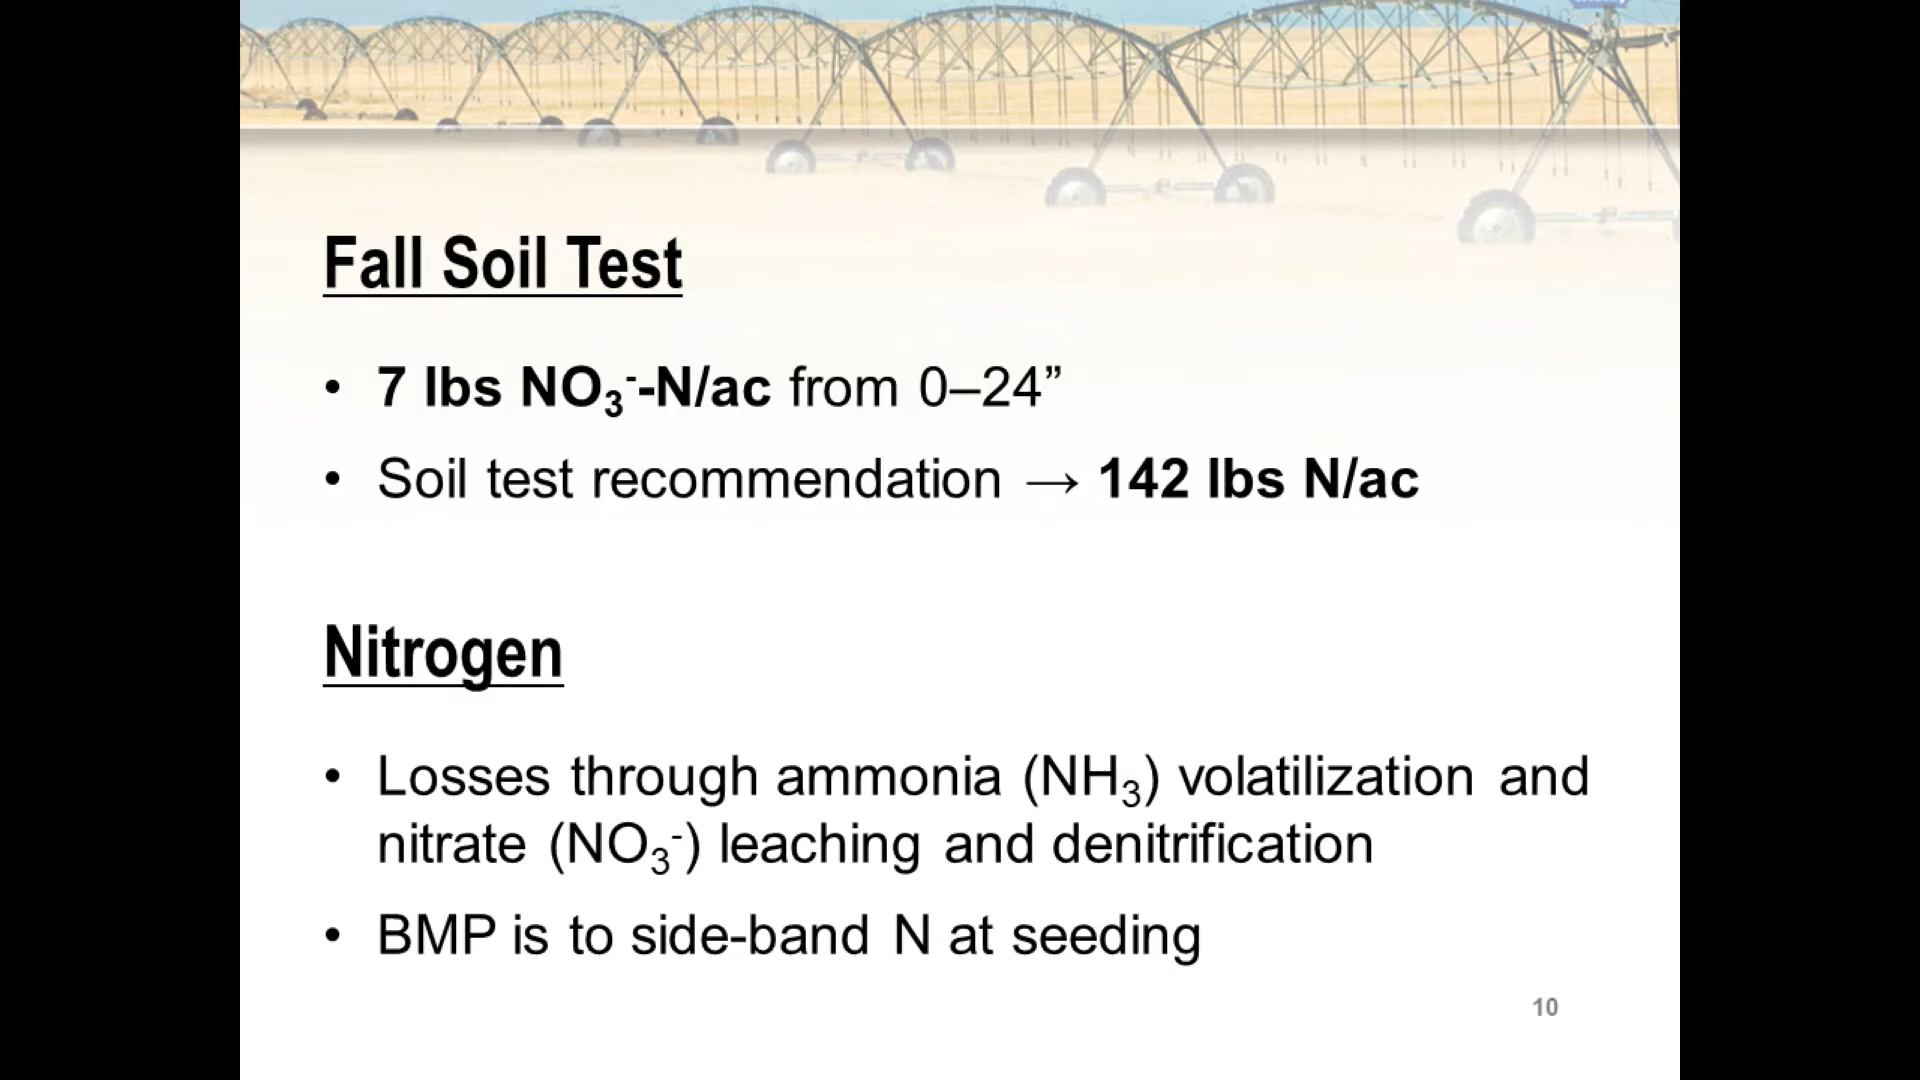 Fall Soil Test
• 7 lbs NO₃⁻-N/ac from 0–24”
• Soil test recommendation → 142 lbs N/ac
Nitrogen
• Losses through ammonia (NH₃) volatilization and
nitrate (NO₃⁻) leaching and denitrification
• BMP is to side-band N at seeding
10